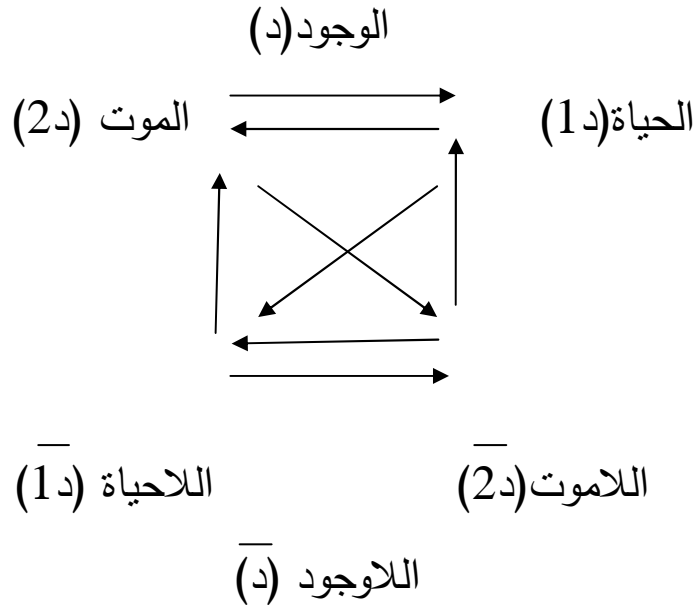 الوجود(د)
الحياة(د1) الموت (د2)
اللاموت(د2̅) اللاحياة (د1̅)
اللاوجود (د̅)